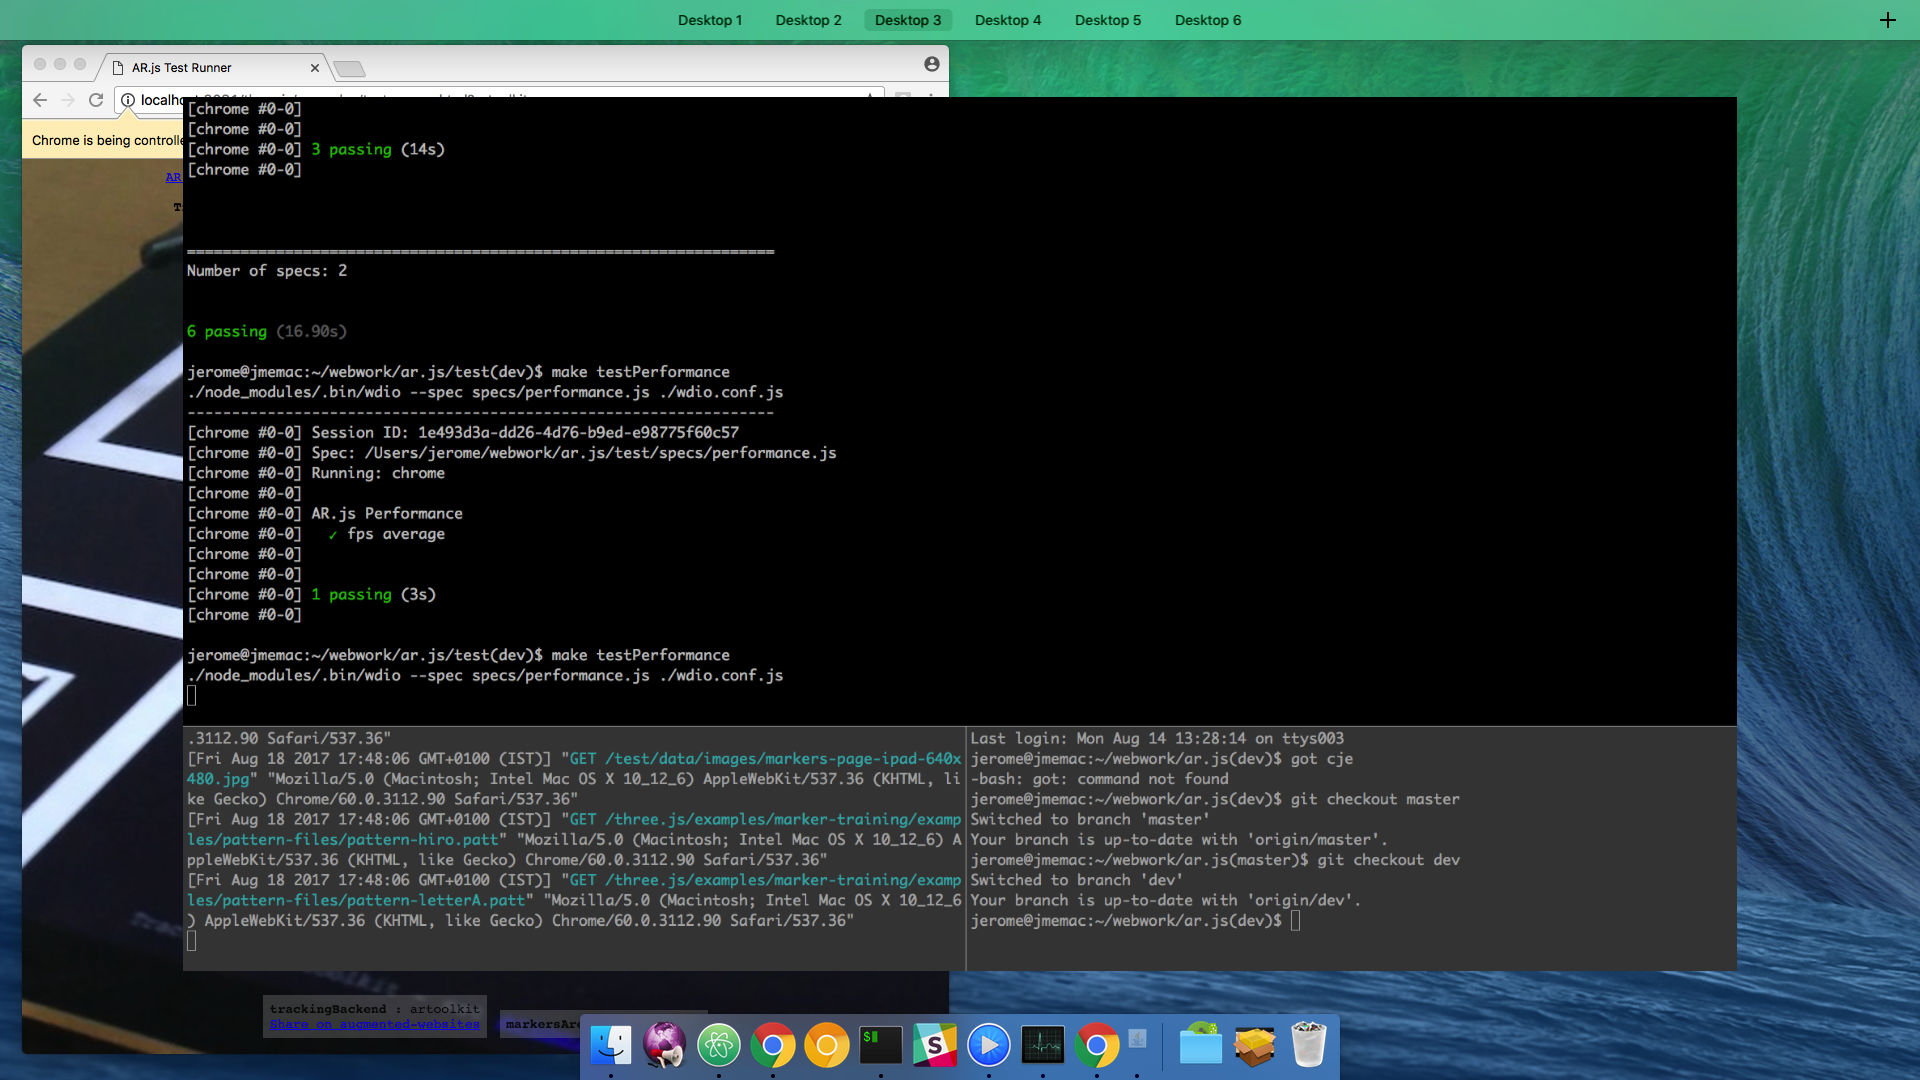 Desktop 1
Desktop 2
Desktop 3
Desktop 4
Desktop 5
Desktop 6
AR.js Test Runner
Chrome is being controlle
AR
[chrome #0-0]
[chrome #0-0]
[chrome #0-0] 3 passing (14s)
[chrome #0-0]
==================================================================
Number of specs: 2
6 passing (16.90s)
jerome@jmemac:~/webwork/ar.js/test(dev)$ make testPerformance
./node_modules/.bin/wdio --spec specs/performance.js ./wdio.conf.js
------------------------------------------------------------------
[chrome #0-0] Session ID: 1e493d3a-dd26-4d76-b9ed-e98775f60c57
[chrome #0-0] Spec: /Users/jerome/webwork/ar.js/test/specs/performance.js
[chrome #0-0] Running: chrome
[chrome #0-0]
[chrome #0-0] AR.js Performance
[chrome #0-0]   ✓ fps average
[chrome #0-0]
[chrome #0-0]
[chrome #0-0] 1 passing (3s)
[chrome #0-0]
jerome@jmemac:~/webwork/ar.js/test(dev)$ make testPerformance
./node_modules/.bin/wdio --spec specs/performance.js ./wdio.conf.js
.3112.90 Safari/537.36"
[Fri Aug 18 2017 17:48:06 GMT+0100 (IST)] "GET /test/data/images/markers-page-ipad-640x
480.jpg" "Mozilla/5.0 (Macintosh; Intel Mac OS X 10_12_6) AppleWebKit/537.36 (KHTML, li
ke Gecko) Chrome/60.0.3112.90 Safari/537.36"
[Fri Aug 18 2017 17:48:06 GMT+0100 (IST)] "GET /three.js/examples/marker-training/examp
les/pattern-files/pattern-hiro.patt" "Mozilla/5.0 (Macintosh; Intel Mac OS X 10_12_6) A
ppleWebKit/537.36 (KHTML, like Gecko) Chrome/60.0.3112.90 Safari/537.36"
[Fri Aug 18 2017 17:48:06 GMT+0100 (IST)] "GET /three.js/examples/marker-training/examp
les/pattern-files/pattern-letterA.patt" "Mozilla/5.0 (Macintosh; Intel Mac OS X 10_12_6
) AppleWebKit/537.36 (KHTML, like Gecko) Chrome/60.0.3112.90 Safari/537.36"
Last login: Mon Aug 14 13:28:14 on ttys003
jerome@jmemac:~/webwork/ar.js(dev)$ got cje
-bash: got: command not found
jerome@jmemac:~/webwork/ar.js(dev)$ git checkout master
Switched to branch 'master'
Your branch is up-to-date with 'origin/master'.
jerome@jmemac:~/webwork/ar.js(master)$ git checkout dev
Switched to branch 'dev'
Your branch is up-to-date with 'origin/dev'.
jerome@jmemac:~/webwork/ar.js(dev)$
trackingBackend : artoolkit
Share on augmented-websites